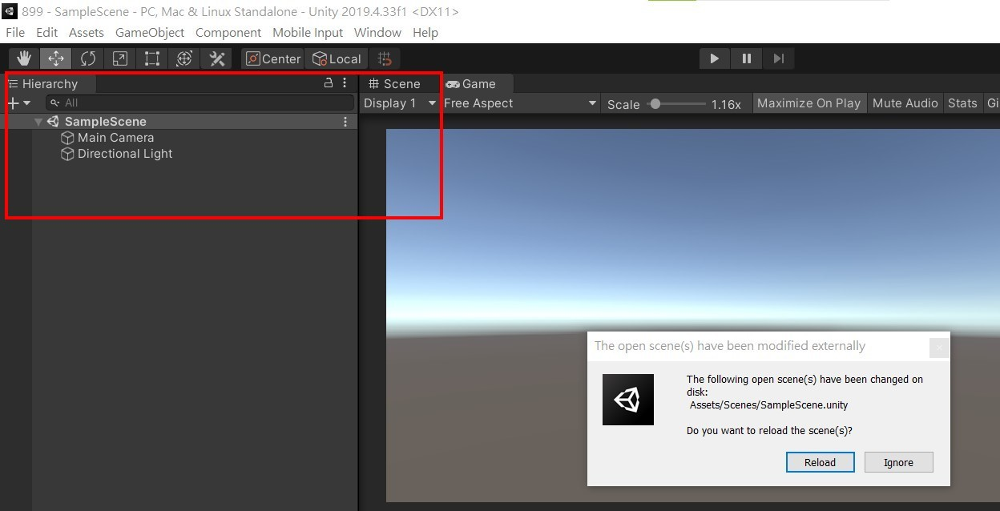 899 - SampleScene - PC, Mac & Linux Standalone - Unity 2019.4.33f1 <DX11>
File Edit Assets GameObject Component Mobile Input Window Help
Center Local
Hierarchy Scene Game
All Display 1 Free Aspect Scale 1.16x Maximize On Play Mute Audio Stats Gi
SampleScene
Main Camera
Directional Light
The open scene(s) have been modified externally
The following open scene(s) have been changed on
disk:
Assets/Scenes/SampleScene.unity
Do you want to reload the scene(s)?
Reload Ignore